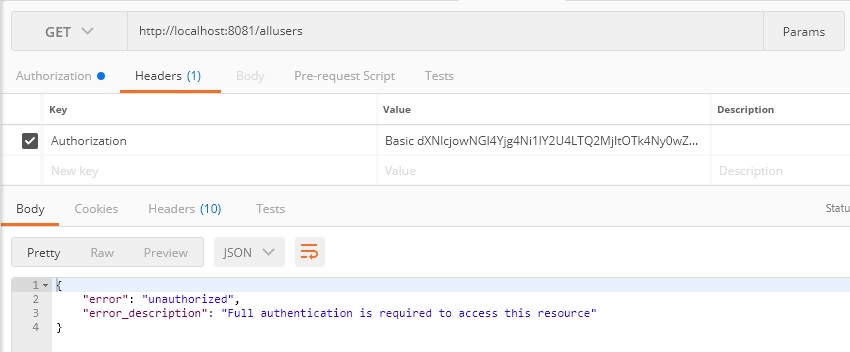 GET http://localhost:8081/allusers Params
Authorization Headers (1) Body Pre-request Script Tests
Key Value Description
Authorization Basic dXNlcjowNGI4Yjg4Ni1lY2U4LTQ2MjItOTk4Ny0wZ...
New key Value Description
Body Cookies Headers (10) Tests Statu
Pretty Raw Preview JSON
1 {
2 "error": "unauthorized",
3 "error_description": "Full authentication is required to access this resource"
4 }